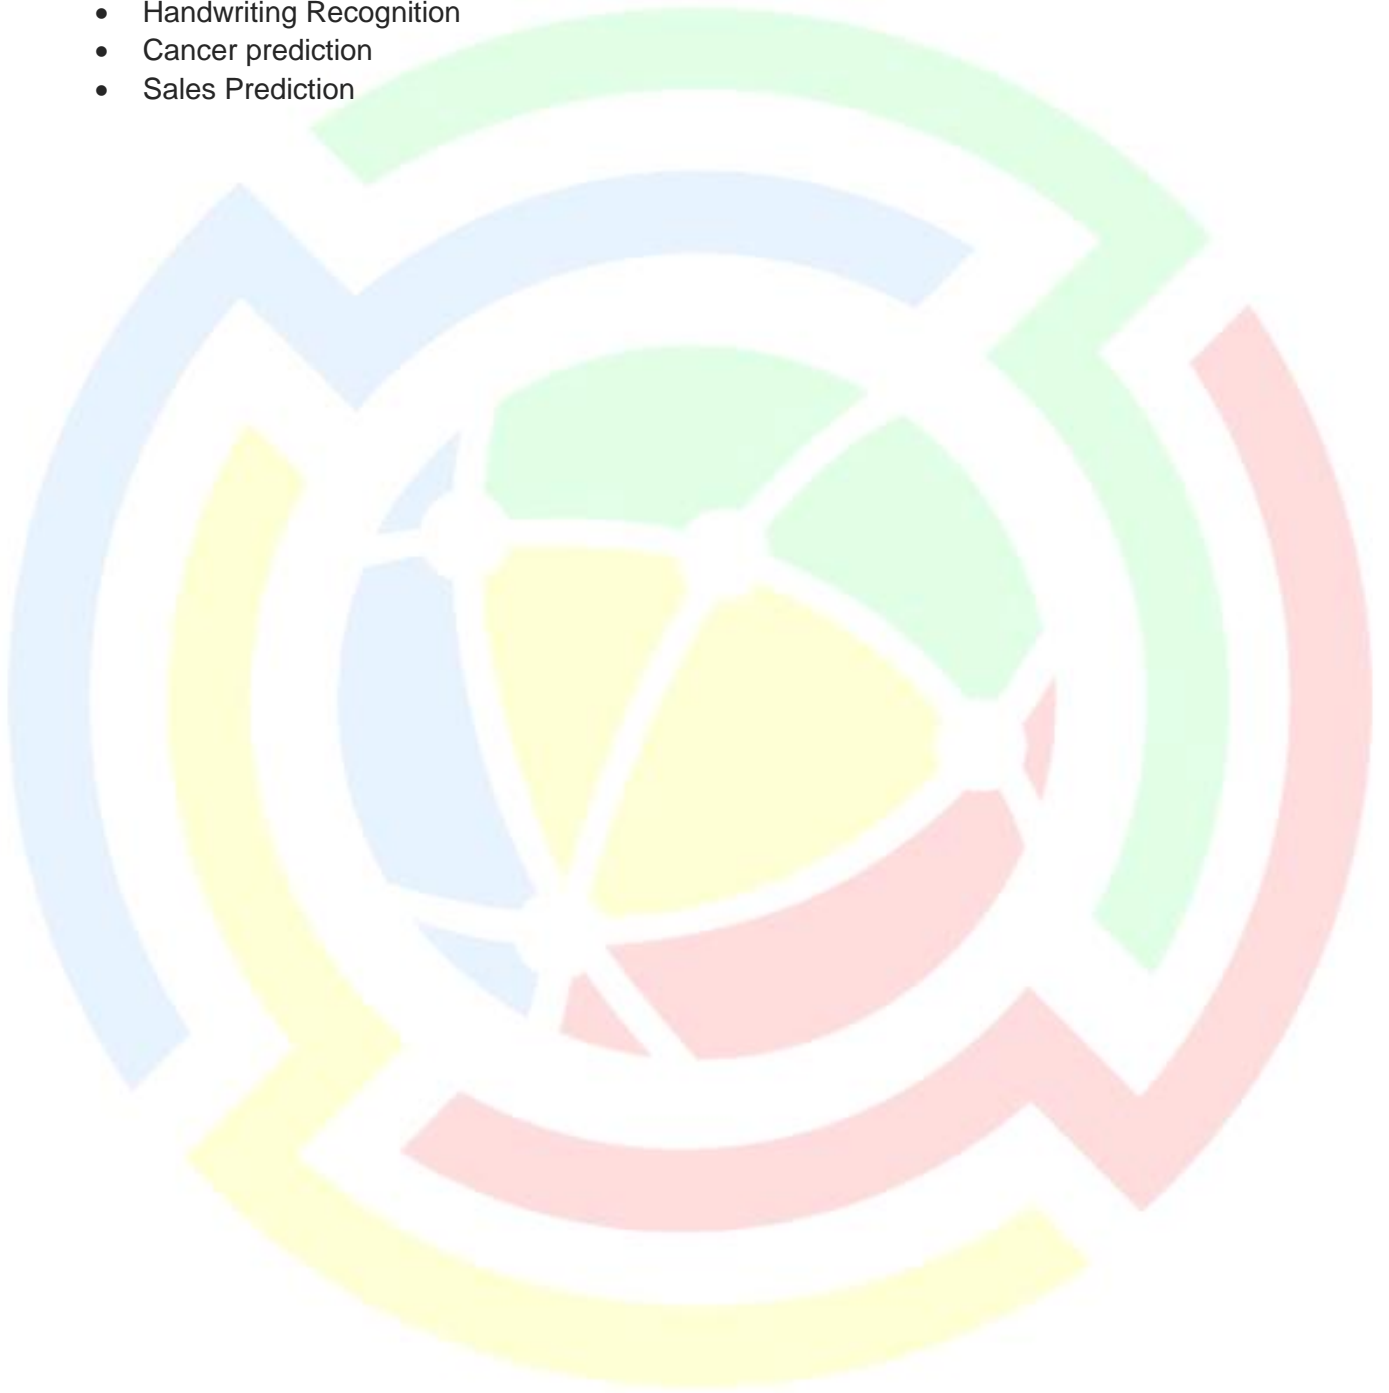 • Handwriting Recognition
• Cancer prediction
• Sales Prediction